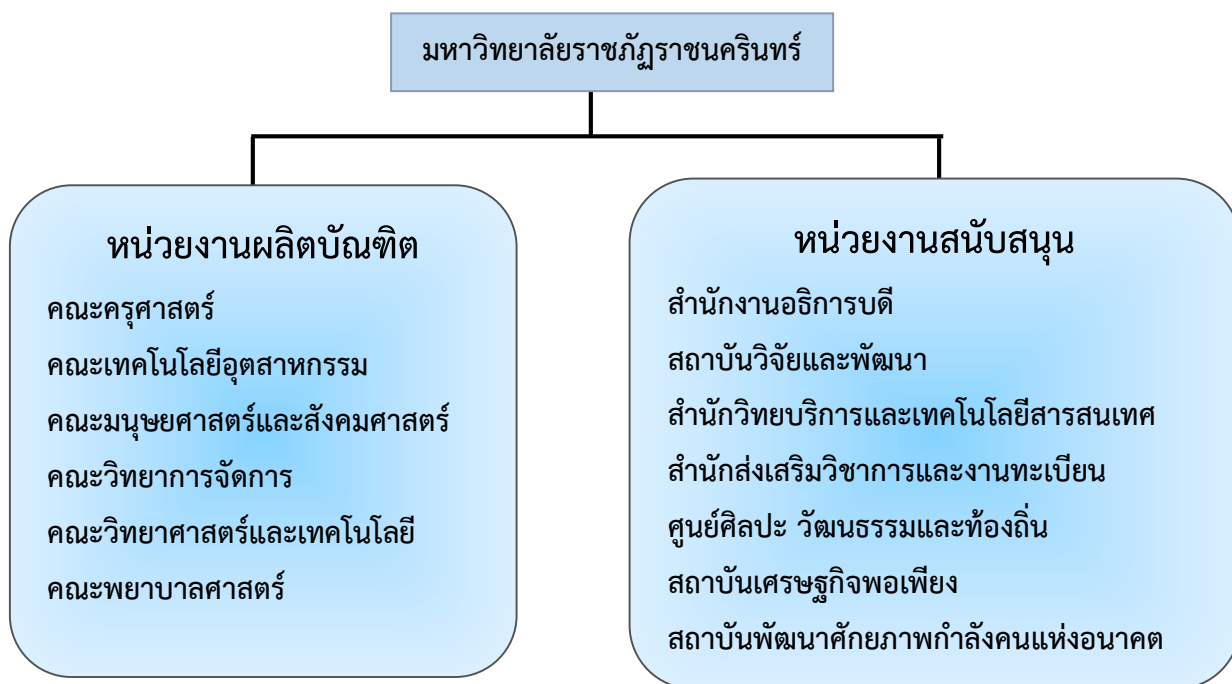 มหาวิทยาลัยราชภัฏราชนครินทร์
หน่วยงานผลิตบัณฑิต
คณะครุศาสตร์
คณะเทคโนโลยีอุตสาหกรรม
คณะมนุษยศาสตร์และสังคมศาสตร์
คณะวิทยาการจัดการ
คณะวิทยาศาสตร์และเทคโนโลยี
คณะพยาบาลศาสตร์
หน่วยงานสนับสนุน
สำนักงานอธิการบดี
สถาบันวิจัยและพัฒนา
สำนักวิทยบริการและเทคโนโลยีสารสนเทศ
สำนักส่งเสริมวิชาการและงานทะเบียน
ศูนย์ศิลปะ วัฒนธรรมและท้องถิ่น
สถาบันเศรษฐกิจพอเพียง
สถาบันพัฒนาศักยภาพกำลังคนแห่งอนาคต